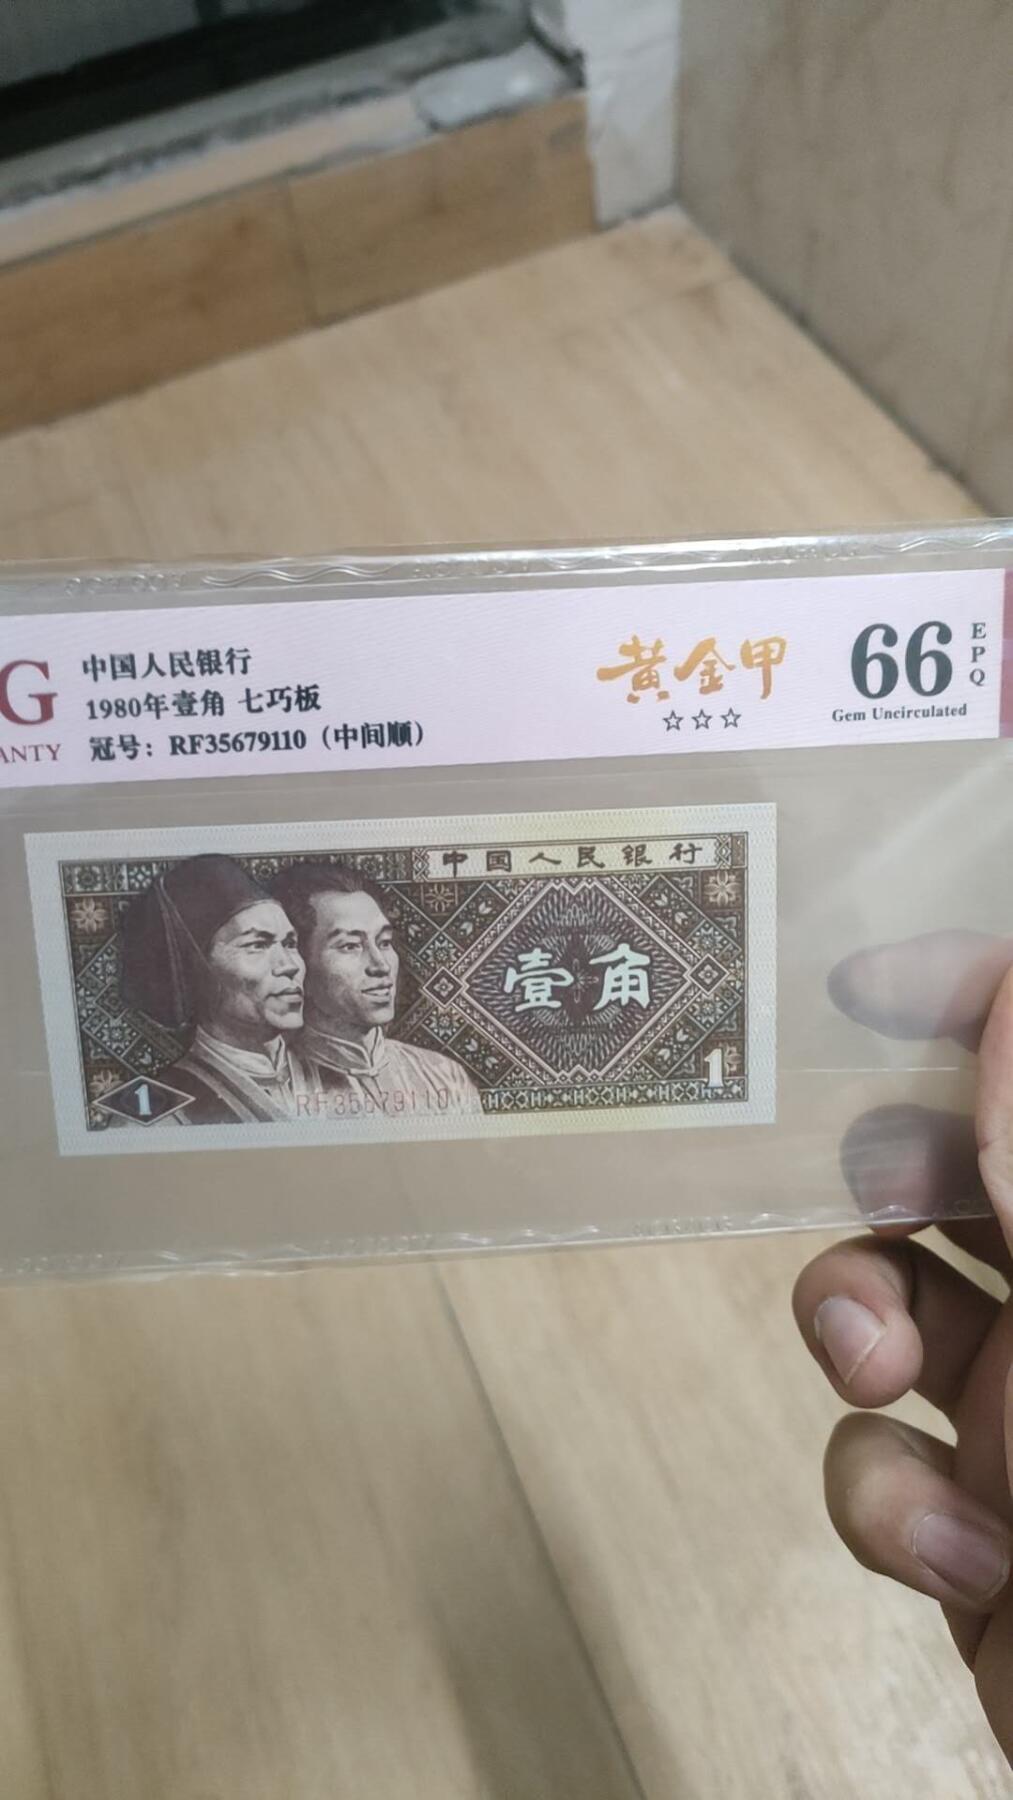 G
ANTY
中国人民银行
1980年壹角 七巧板
冠号：RF35679110（中间顺）
黄金甲
☆☆☆
66
EPQ
Gem Uncirculated
中国人民银行
壹角
1
1
RF35679110